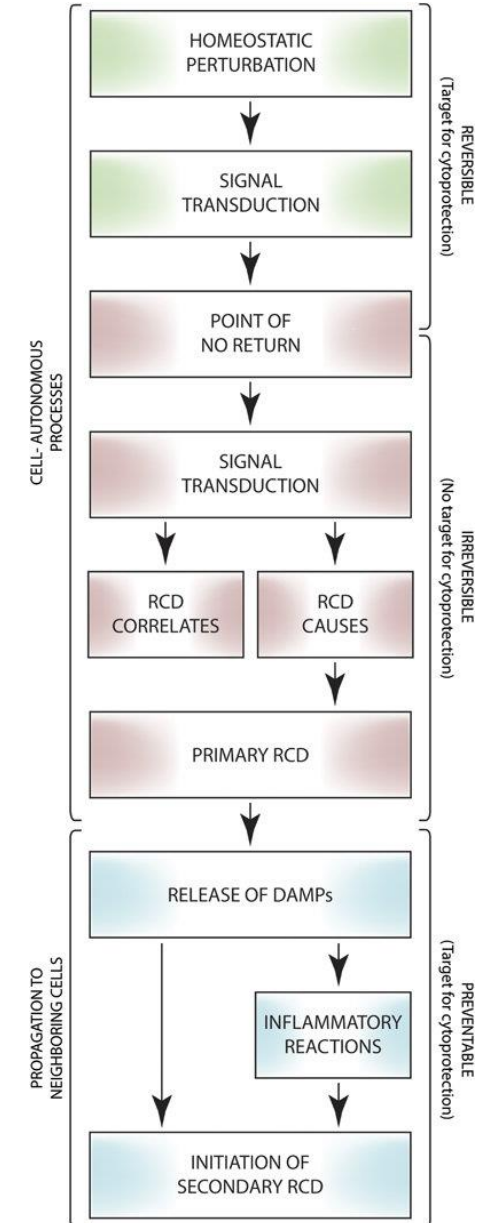 HOMEOSTATIC
PERTURBATION
SIGNAL
TRANSDUCTION
POINT OF
NO RETURN
SIGNAL
TRANSDUCTION
RCD
CORRELATES
RCD
CAUSES
PRIMARY RCD
RELEASE OF DAMPs
INFLAMMATORY
REACTIONS
INITIATION OF
SECONDARY RCD
CELL- AUTONOMOUS
PROCESSES
PROPAGATION TO
NEIGHBORING CELLS
REVERSIBLE
(Target for cytoprotection)
IRREVERSIBLE
(No target for cytoprotection)
PREVENTABLE
(Target for cytoprotection)